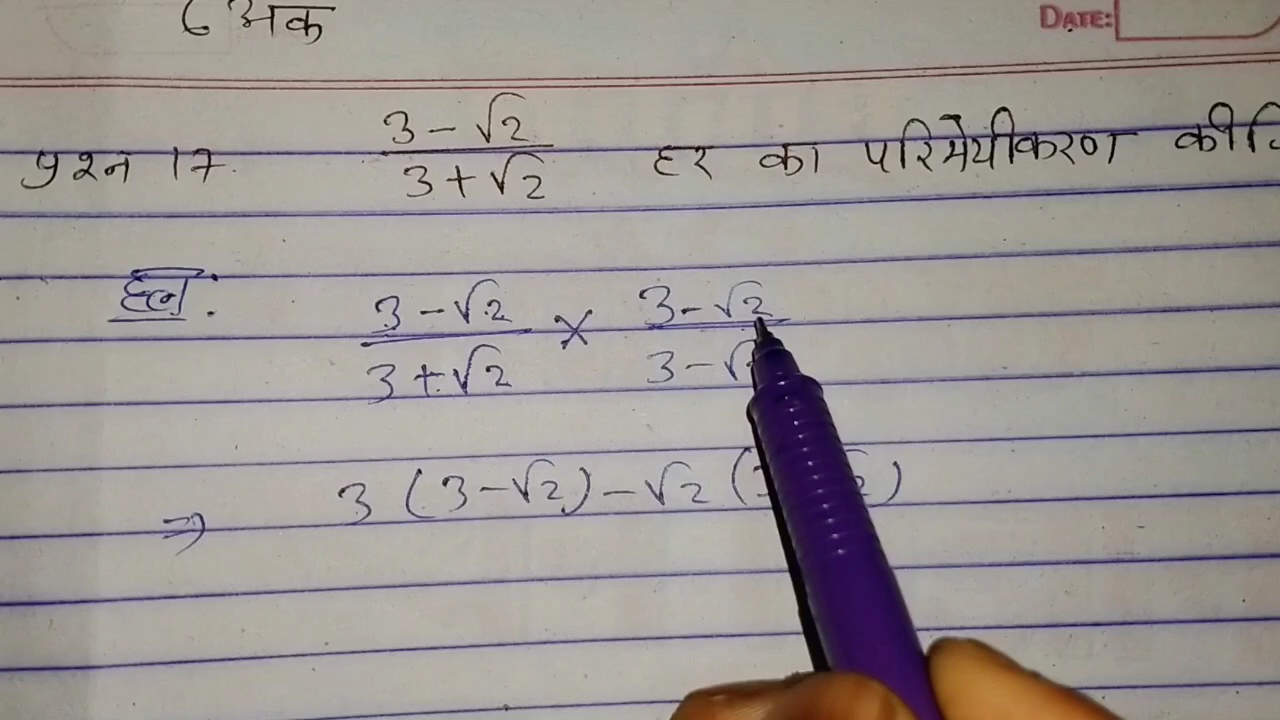 6 अंक
DATE:
प्रश्न 17. 3-√2 / 3+√2 हर का परिमेयीकरण
हल:
3-√2 / 3+√2 × 3-√2 / 3-√
⇒ 3 (3-√2) - √2 (